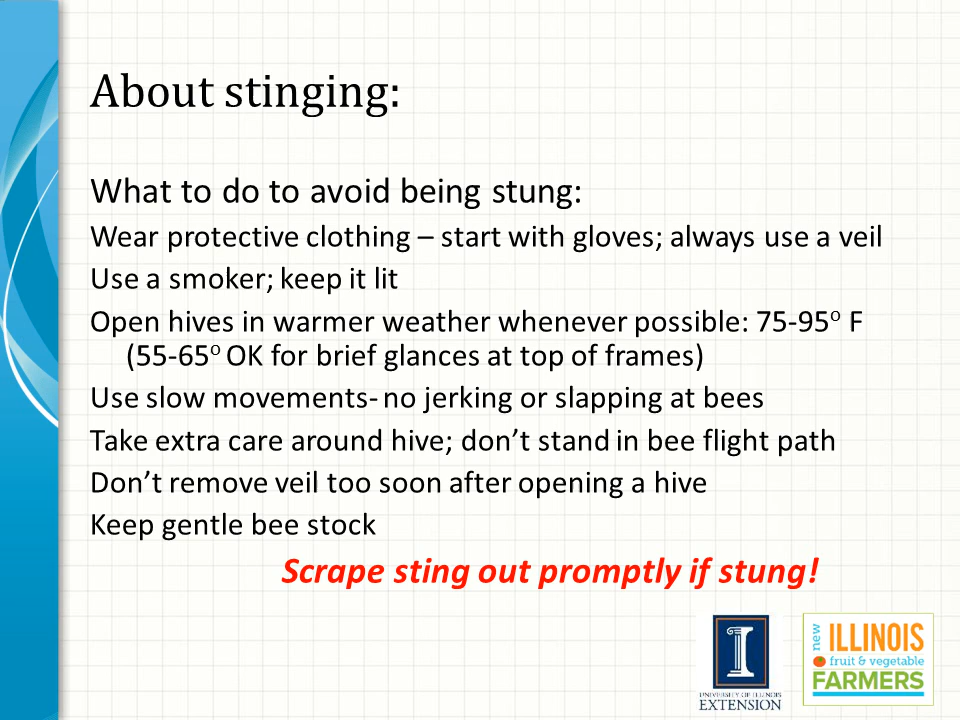 About stinging:
What to do to avoid being stung:
Wear protective clothing – start with gloves; always use a veil
Use a smoker; keep it lit
Open hives in warmer weather whenever possible: 75-95º F
(55-65º OK for brief glances at top of frames)
Use slow movements- no jerking or slapping at bees
Take extra care around hive; don’t stand in bee flight path
Don’t remove veil too soon after opening a hive
Keep gentle bee stock
Scrape sting out promptly if stung!
I
UNIVERSITY OF ILLINOIS
EXTENSION
new
ILLINOIS
fruit & vegetable
FARMERS